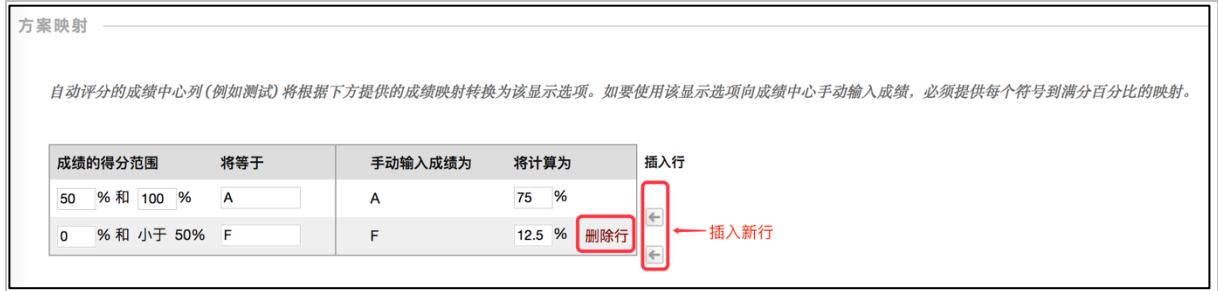 方案映射
自动评分的成绩中心列(例如测试)将根据下方提供的成绩映射转换为该显示选项。如要使用该显示选项向成绩中心手动输入成绩，必须提供每个符号到满分百分比的映射。
成绩的得分范围 将等于 手动输入成绩为 将计算为 插入行
50 % 和 100 % A A 75 %
0 % 和 小于 50% F F 12.5 % 删除行 插入新行